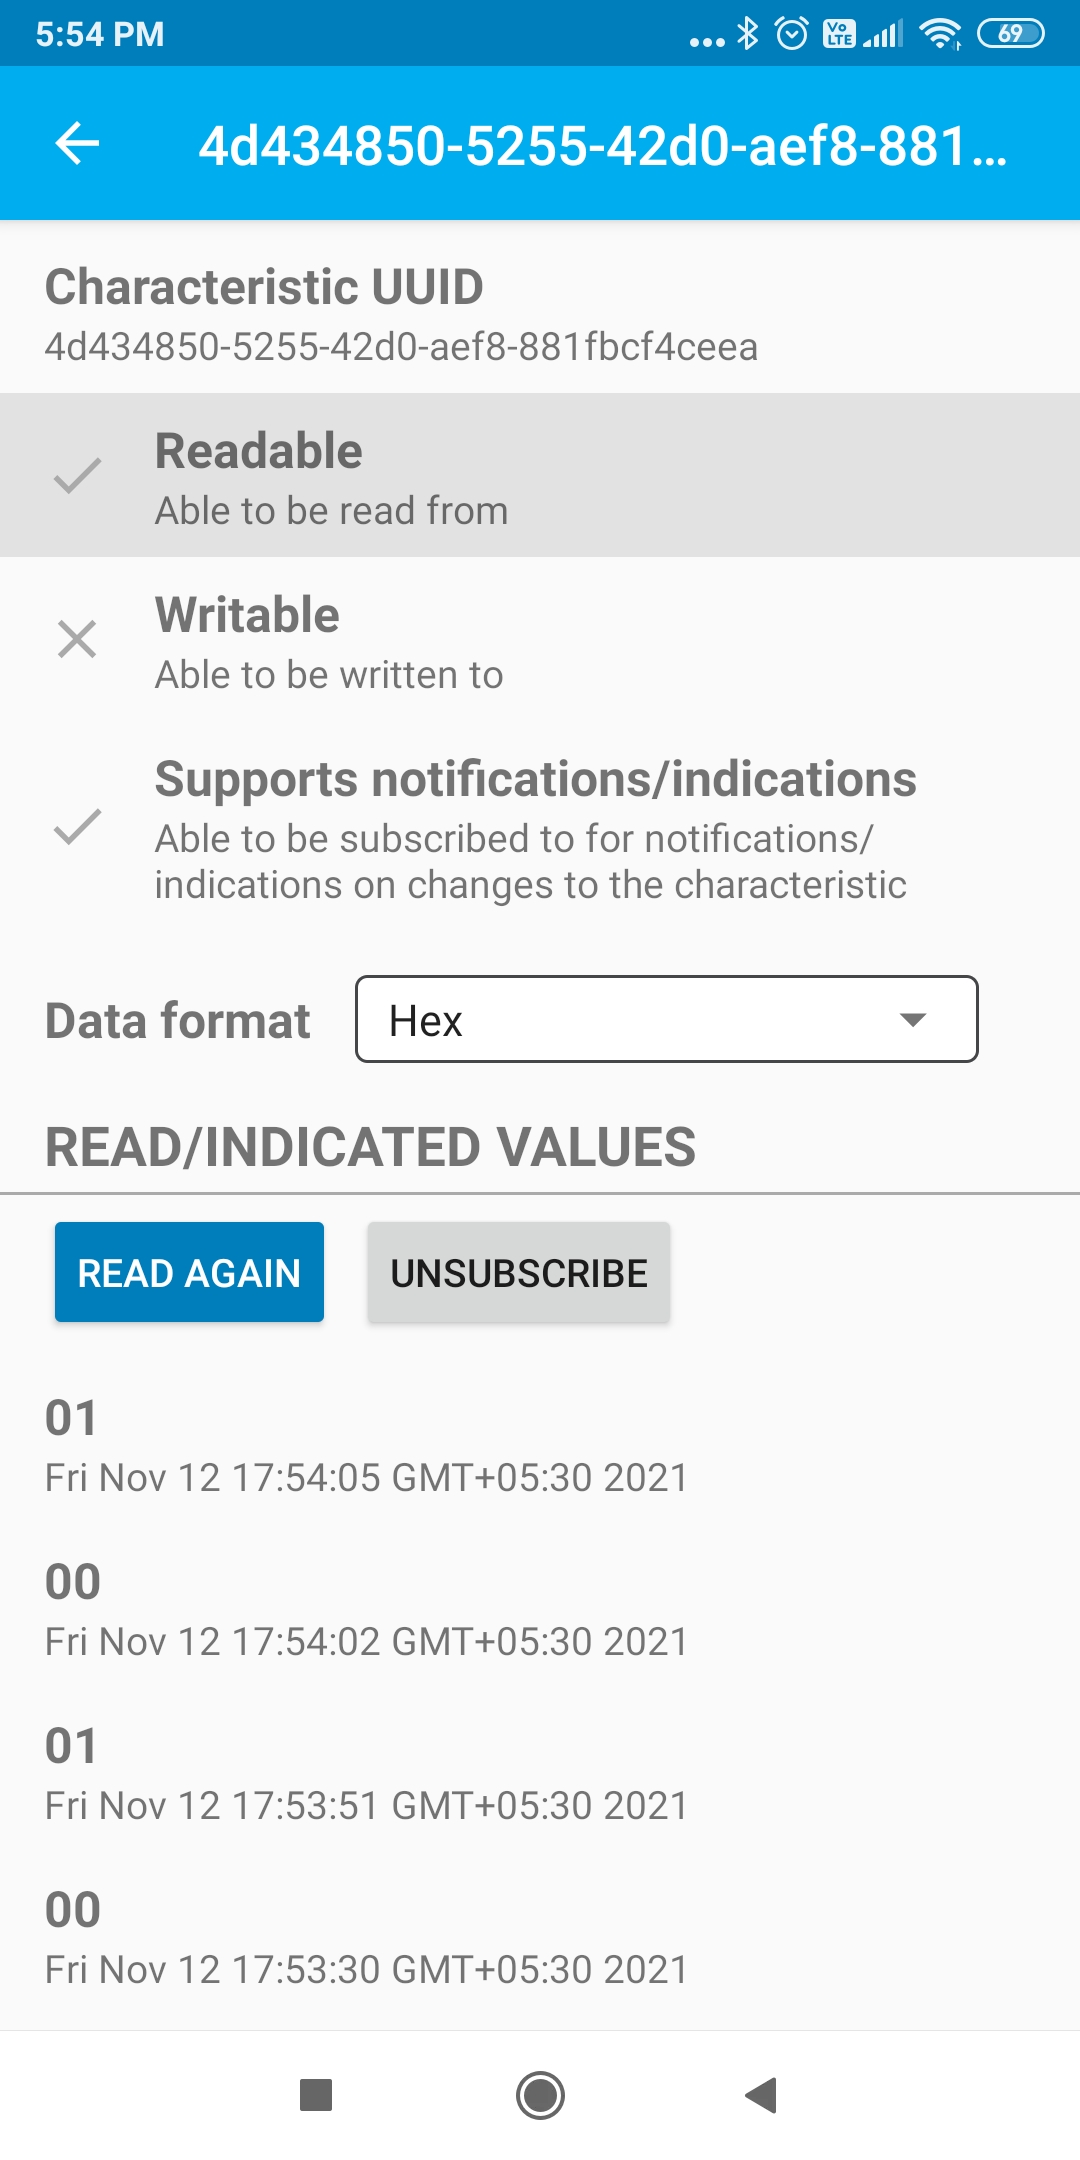 5:54 PM
Vo LTE
69
4d434850-5255-42d0-aef8-881...
Characteristic UUID
4d434850-5255-42d0-aef8-881fbcf4ceea
Readable
Able to be read from
Writable
Able to be written to
Supports notifications/indications
Able to be subscribed to for notifications/
indications on changes to the characteristic
Data format
Hex
READ/INDICATED VALUES
READ AGAIN
UNSUBSCRIBE
01
Fri Nov 12 17:54:05 GMT+05:30 2021
00
Fri Nov 12 17:54:02 GMT+05:30 2021
01
Fri Nov 12 17:53:51 GMT+05:30 2021
00
Fri Nov 12 17:53:30 GMT+05:30 2021